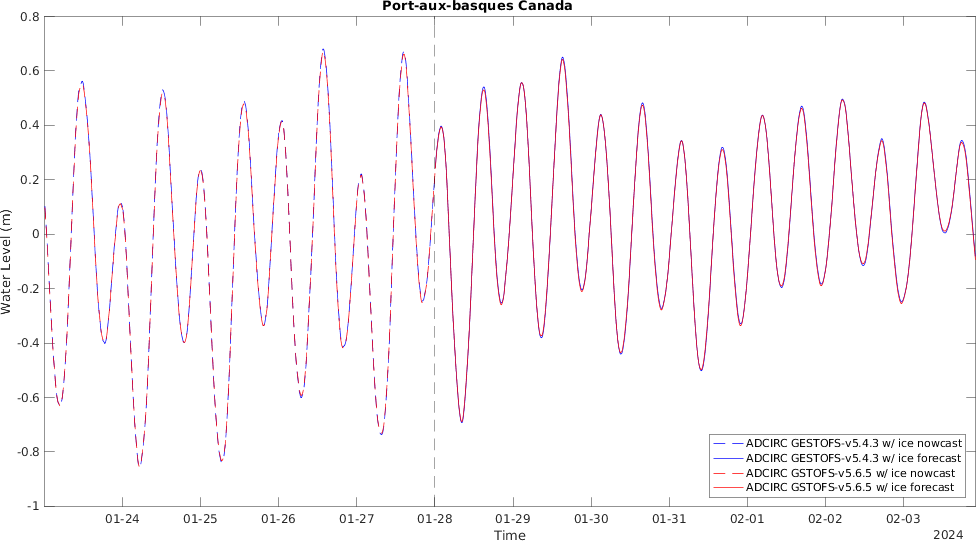 Port-aux-basques Canada
0.8
0.6
0.4
0.2
0
-0.2
-0.4
-0.6
-0.8
-1
Water Level (m)
ADCIRC GESTOFS-v5.4.3 w/ ice nowcast
ADCIRC GESTOFS-v5.4.3 w/ ice forecast
ADCIRC GSTOFS-v5.6.5 w/ ice nowcast
ADCIRC GSTOFS-v5.6.5 w/ ice forecast
01-24 01-25 01-26 01-27 01-28 01-29 01-30 01-31 02-01 02-02 02-03
Time
2024